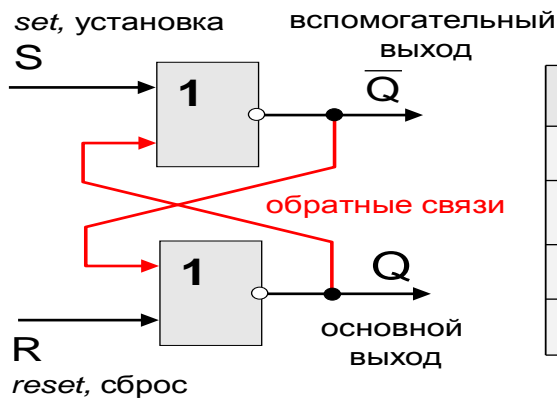 set, установка
вспомогательный
выход
S
1
Q̅
обратные связи
1
Q
R
основной
выход
reset, сброс